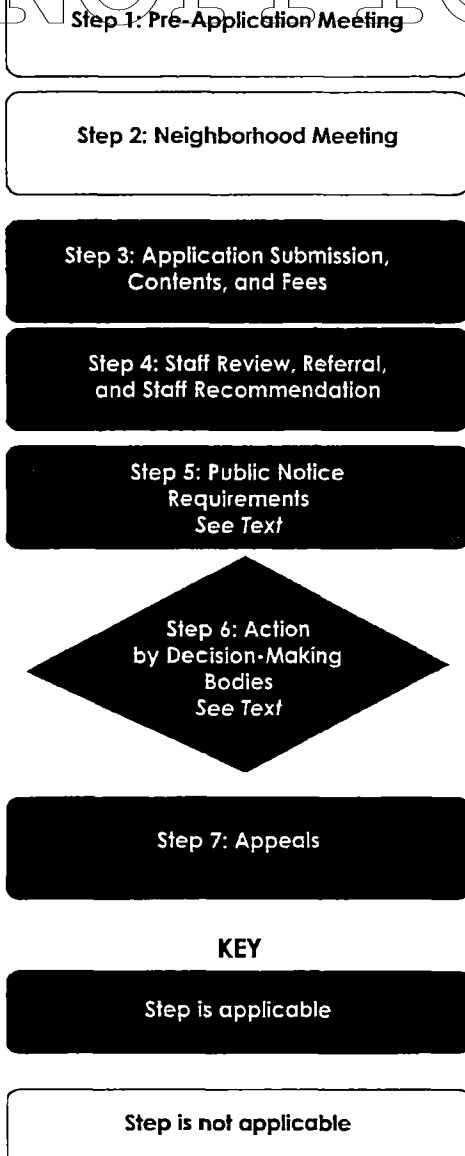 Step 1: Pre-Application Meeting
Step 2: Neighborhood Meeting
Step 3: Application Submission,
Contents, and Fees
Step 4: Staff Review, Referral,
and Staff Recommendation
Step 5: Public Notice
Requirements
See Text
Step 6: Action
by Decision-Making
Bodies
See Text
Step 7: Appeals
KEY
Step is applicable
Step is not applicable